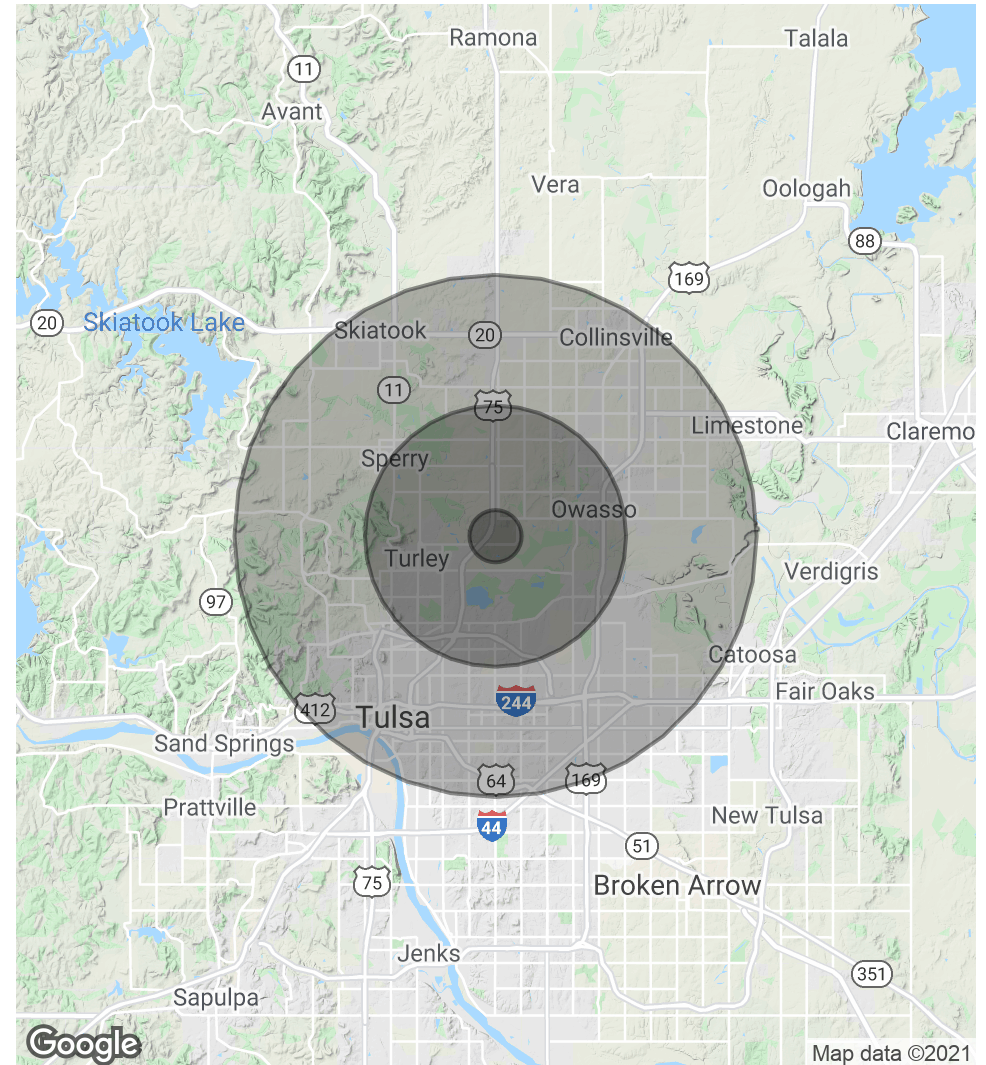 Ramona
Talala
11
Avant
Vera
Oologah
88
169
20
Skiatook Lake
Skiatook
20
Collinsville
11
75
Limestone
Claremo
Sperry
Owasso
Turley
Verdigris
97
Catoosa
Fair Oaks
412
244
Tulsa
Sand Springs
64
169
Prattville
New Tulsa
44
51
75
Broken Arrow
Jenks
351
Sapulpa
Google
Map data ©2021